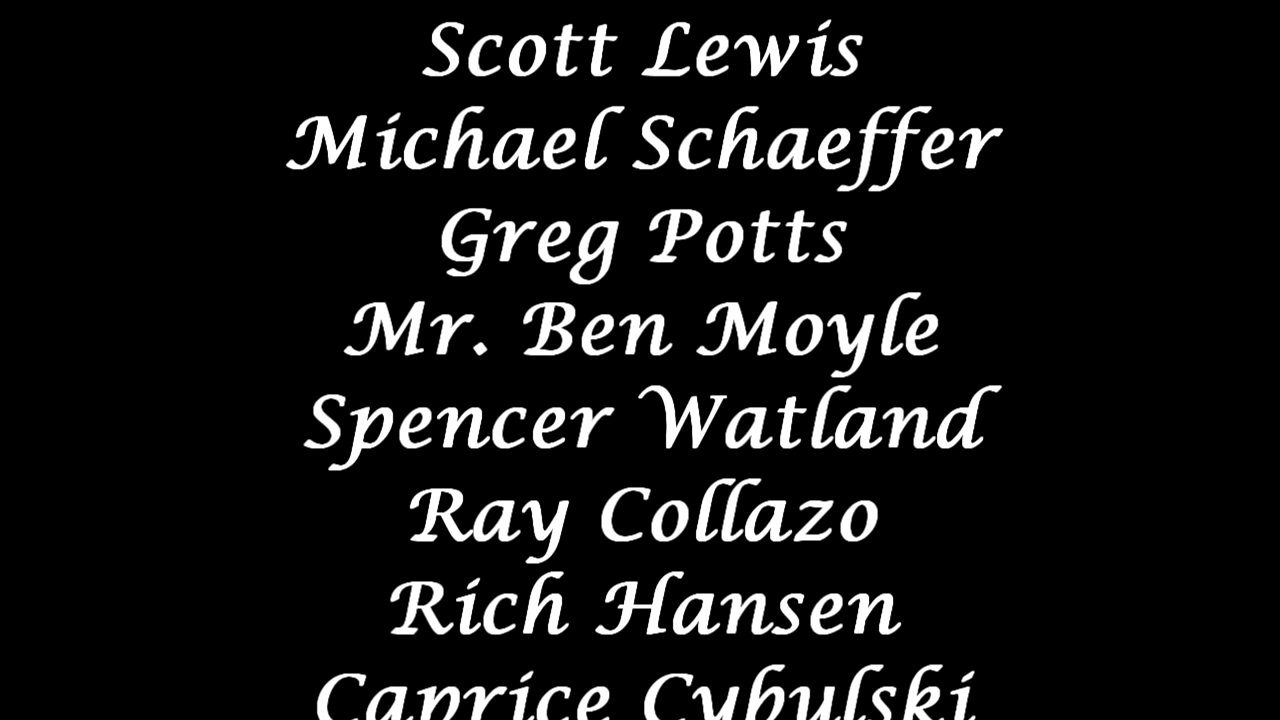 Scott Lewis
Michael Schaeffer
Greg Potts
Mr. Ben Moyle
Spencer Watland
Ray Collazo
Rich Hansen
Caprice Cybulski